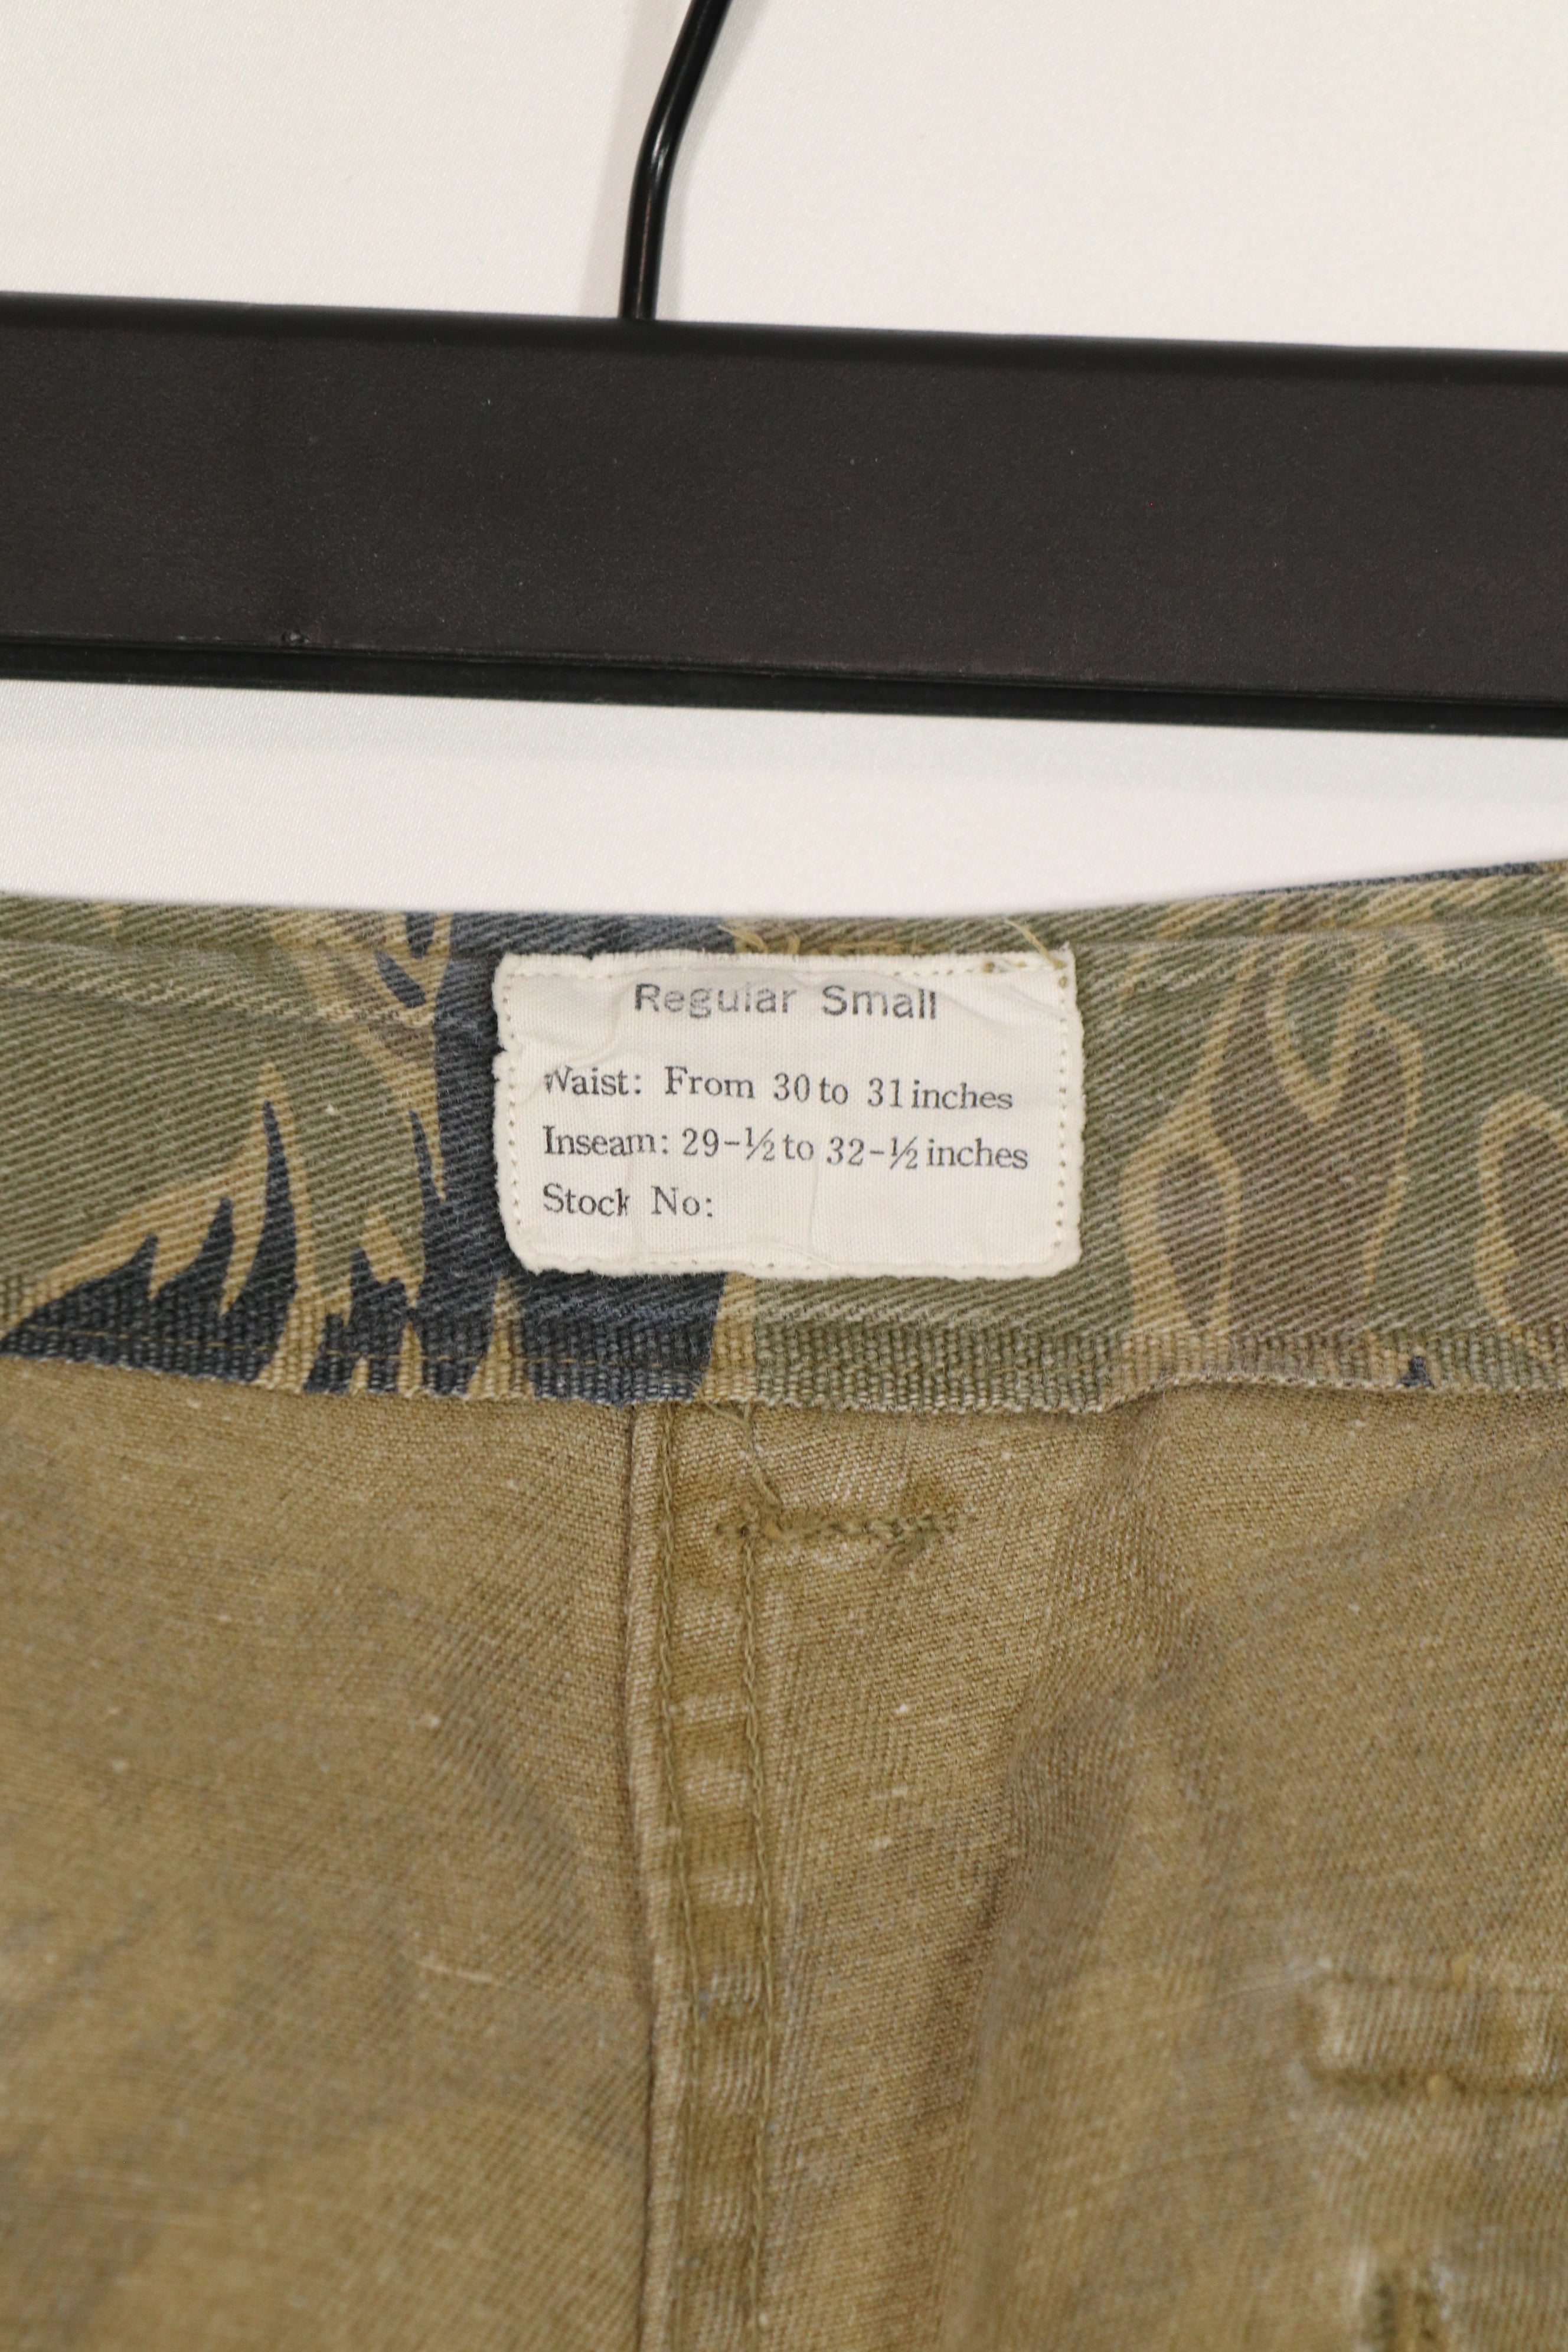 Regular Small
Waist: From 30 to 31 inches
Inseam: 29-½ to 32-½ inches
Stock No: